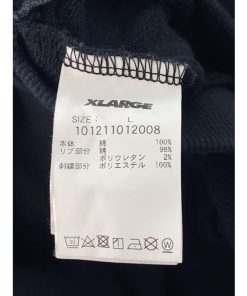 XLARGE
SIZE: L
101211012008
本体 綿 100%
リブ部分 綿 98%
ポリウレタン 2%
刺繍部分 ポリエステル 100%